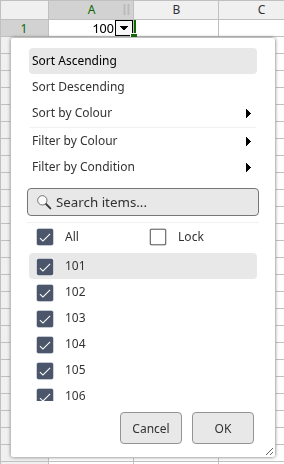 A B C
1 100
Sort Ascending
Sort Descending
Sort by Colour
Filter by Colour
Filter by Condition
Search items...
All Lock
101
102
103
104
105
106
Cancel OK